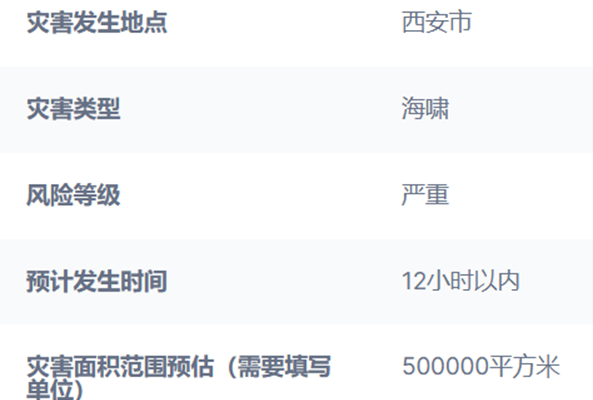 灾害发生地点 西安市
灾害类型 海啸
风险等级 严重
预计发生时间 12小时以内
灾害面积范围预估（需要填写 500000平方米
单位）